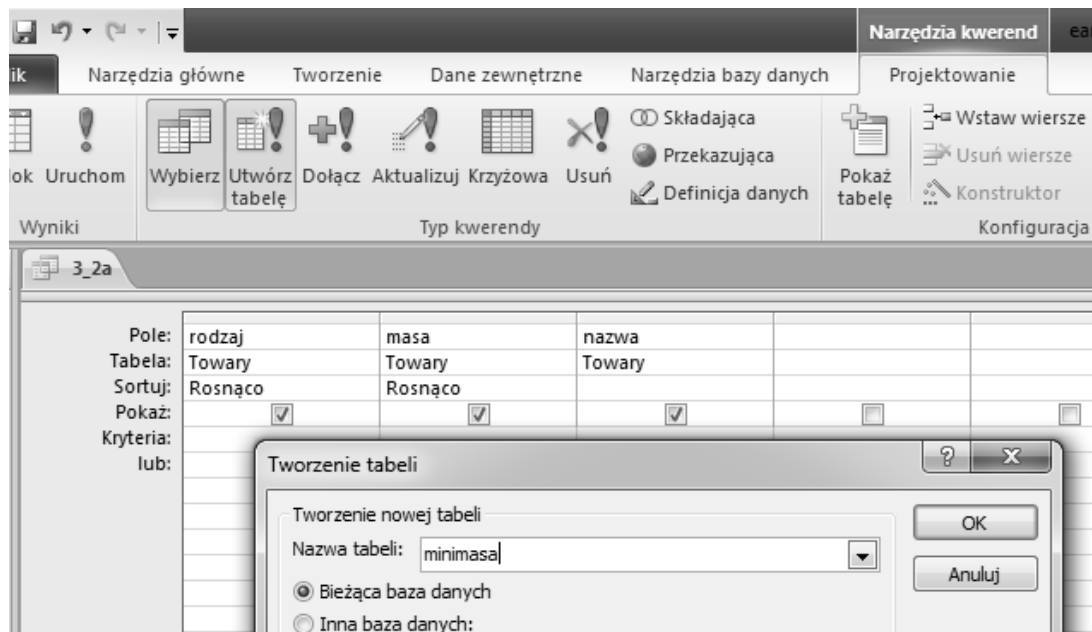 Narzędzia kwerend
Narzędzia główne Tworzenie Dane zewnętrzne Narzędzia bazy danych Projektowanie
Uruchom Wybierz Utwórz tabelę Dołącz Aktualizuj Krzyżowa Usuń
Składająca
Przekazująca
Definicja danych
Pokaż tabelę
Wstaw wiersze
Usuń wiersze
Konstruktor
Wyniki Typ kwerendy Konfiguracja
3_2a
Pole: rodzaj masa nazwa
Tabela: Towary Towary Towary
Sortuj: Rosnąco Rosnąco
Pokaż:
Kryteria:
lub:
Tworzenie tabeli
Tworzenie nowej tabeli
Nazwa tabeli: minimasa
Bieżąca baza danych
Inna baza danych:
OK
Anuluj